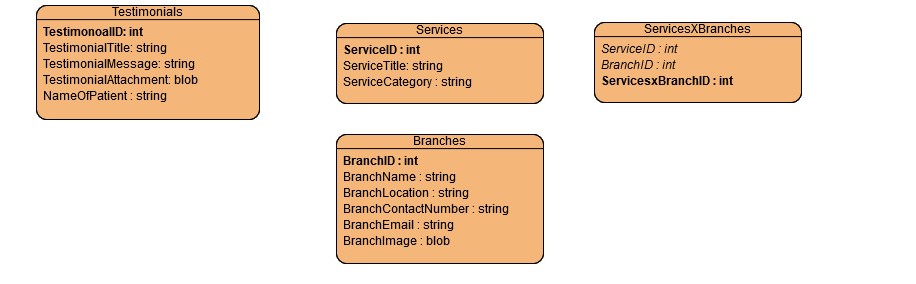 Testimonials
TestimonoalID: int
TestimonialTitle: string
TestimonialMessage: string
TestimonialAttachment: blob
NameOfPatient : string
Services
ServiceID : int
ServiceTitle: string
ServiceCategory : string
ServicesXBranches
ServiceID : int
BranchID : int
ServicesxBranchID : int
Branches
BranchID : int
BranchName : string
BranchLocation : string
BranchContactNumber : string
BranchEmail : string
BranchImage : blob